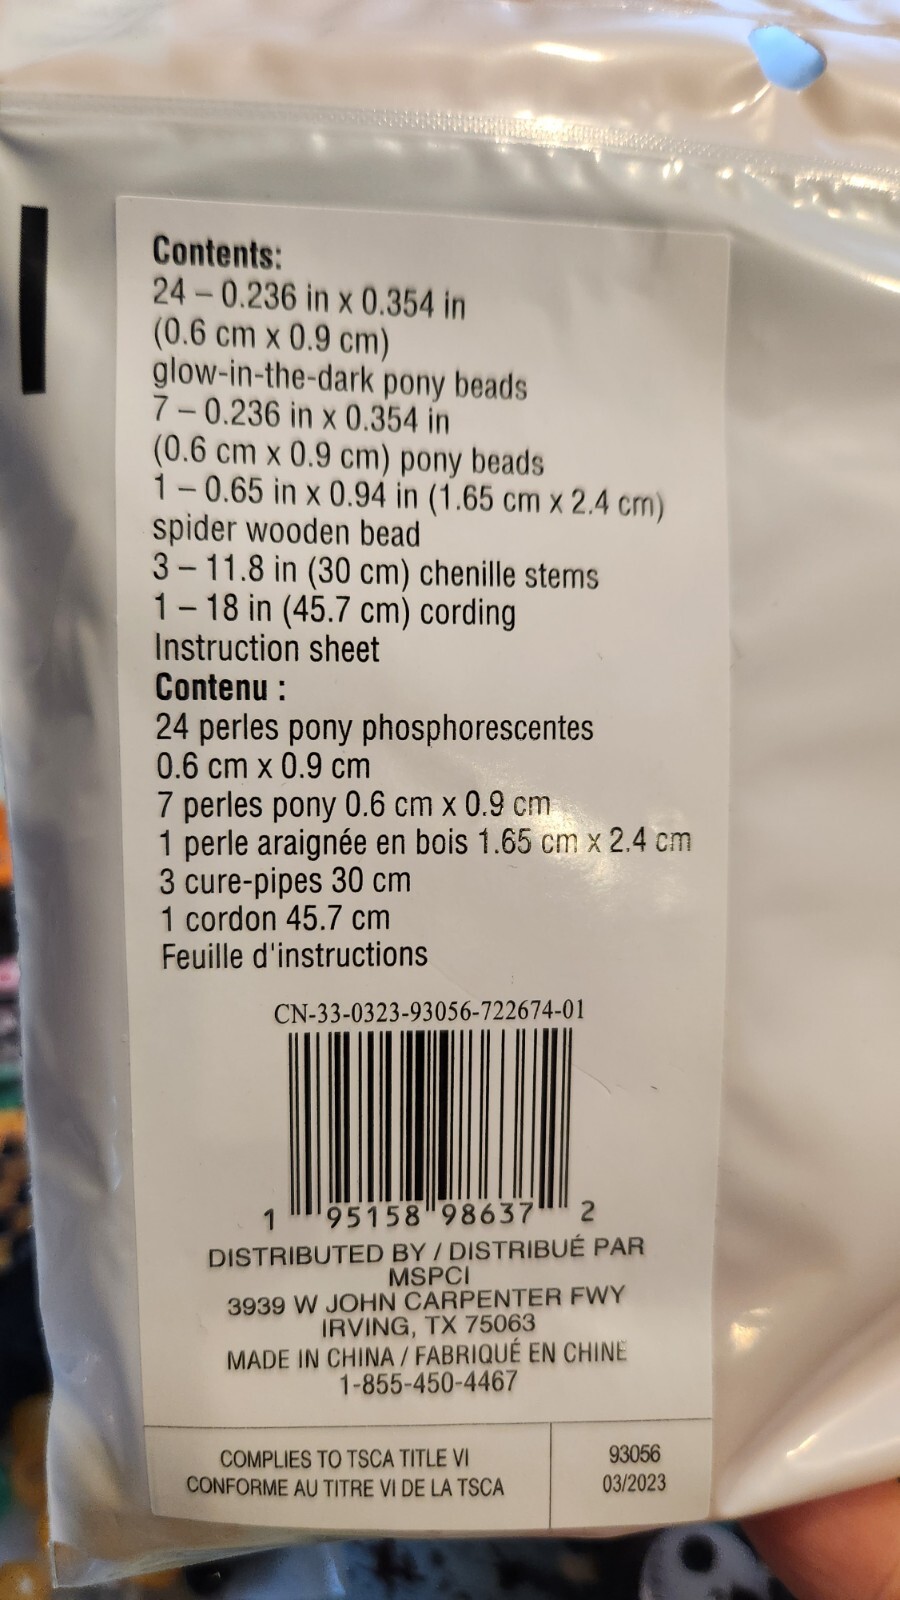 Contents:
24 – 0.236 in x 0.354 in
(0.6 cm x 0.9 cm)
glow-in-the-dark pony beads
7 – 0.236 in x 0.354 in
(0.6 cm x 0.9 cm) pony beads
1 – 0.65 in x 0.94 in (1.65 cm x 2.4 cm)
spider wooden bead
3 – 11.8 in (30 cm) chenille stems
1 – 18 in (45.7 cm) cording
Instruction sheet
Contenu :
24 perles pony phosphorescentes
0.6 cm x 0.9 cm
7 perles pony 0.6 cm x 0.9 cm
1 perle araignée en bois 1.65 cm x 2.4 cm
3 cure-pipes 30 cm
1 cordon 45.7 cm
Feuille d'instructions
CN-33-0323-93056-722674-01
1 95158 98637 2
DISTRIBUTED BY / DISTRIBUÉ PAR
MSPCI
3939 W JOHN CARPENTER FWY
IRVING, TX 75063
MADE IN CHINA / FABRIQUÉ EN CHINE
1-855-450-4467
COMPLIES TO TSCA TITLE VI
CONFORME AU TITRE VI DE LA TSCA
93056
03/2023